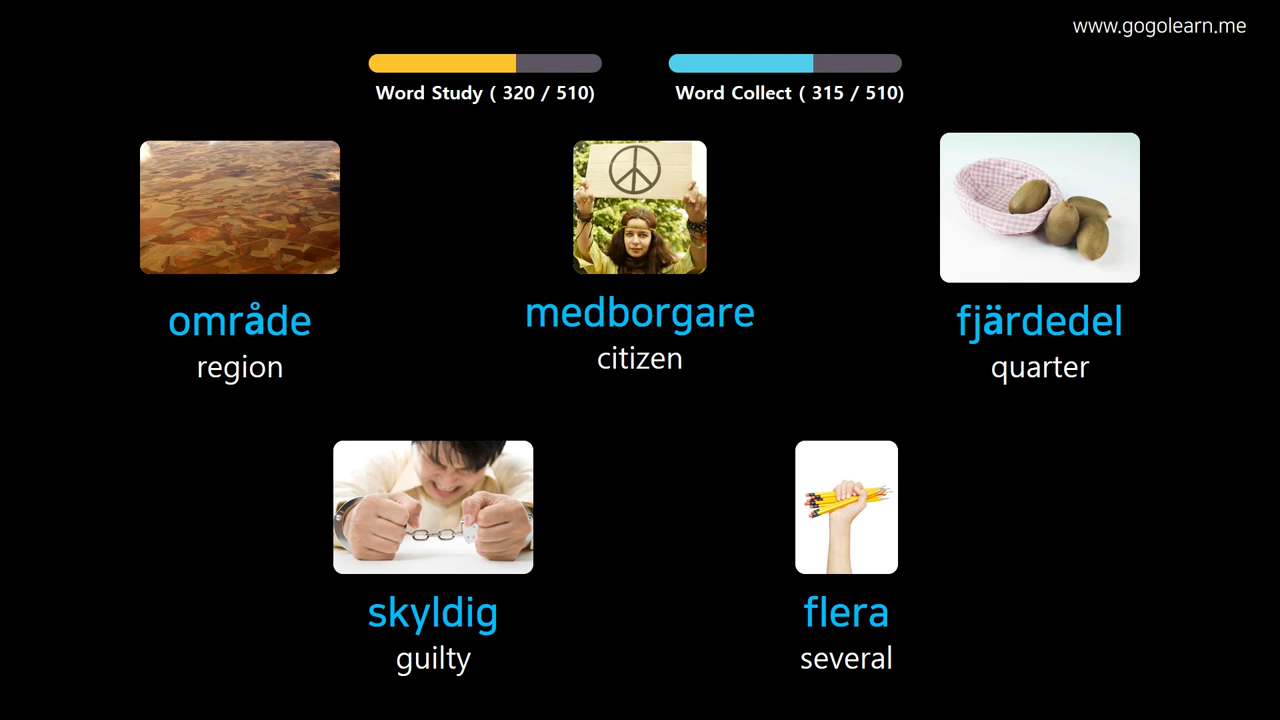 www.gogolearn.me
Word Study ( 320 / 510)
Word Collect ( 315 / 510)
område
region
medborgare
citizen
fjärdedel
quarter
skyldig
guilty
flera
several